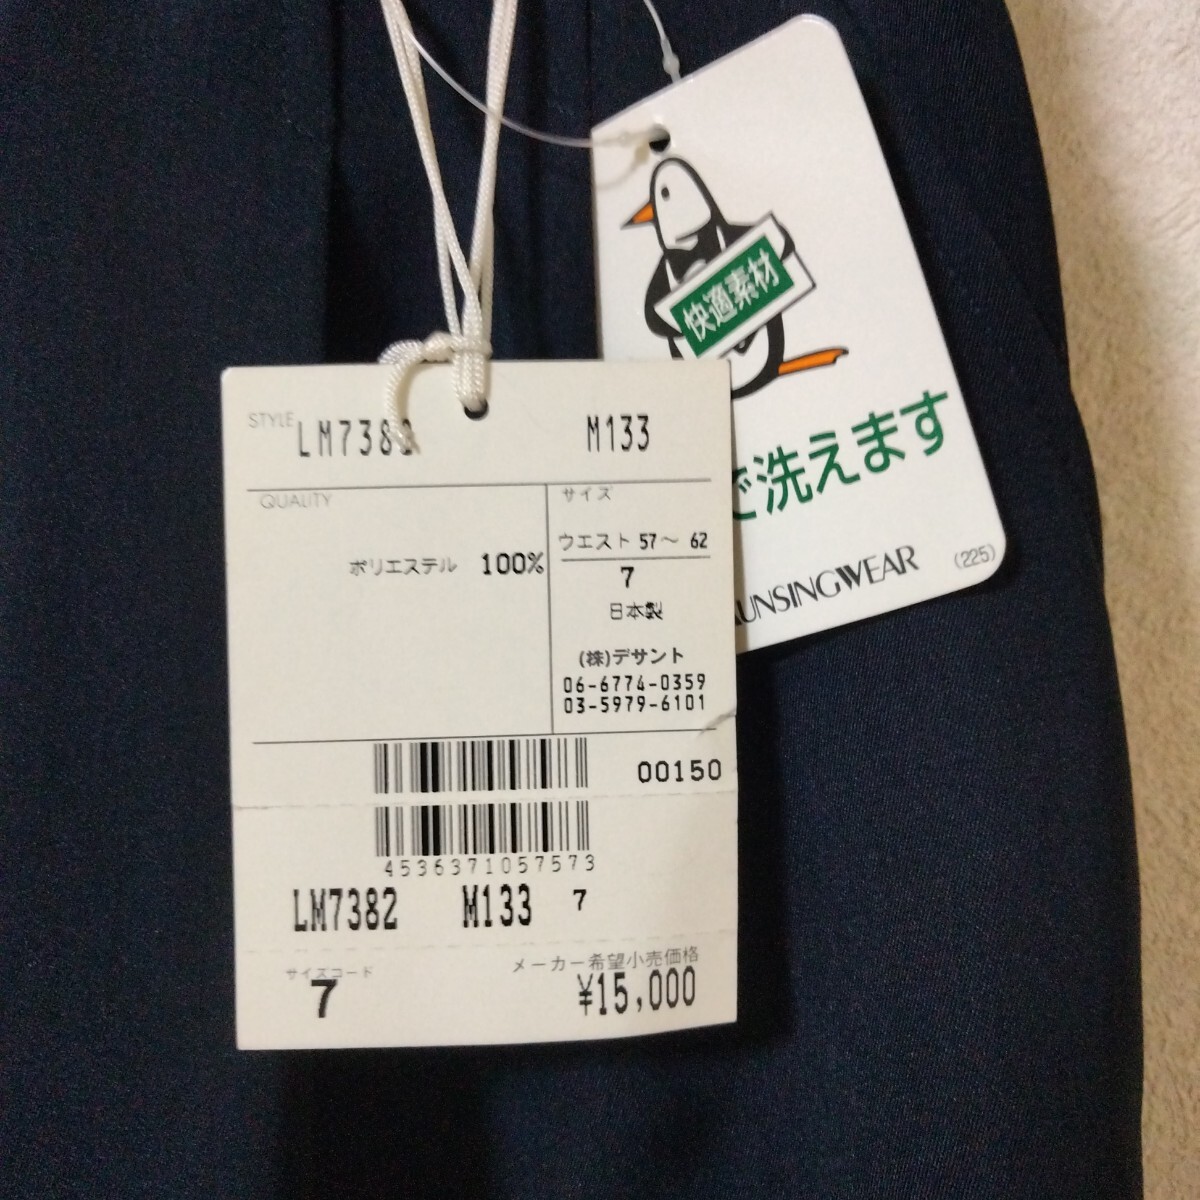 快適素材
で洗えます
UNSINGWEAR
(225)
STYLE LM7382 M133
QUALITY
サイズ
ポリエステル 100%
ウエスト 57～ 62
7
日本製
(株)デサント
06-6774-0359
03-5979-6101
00150
4536371057573
LM7382 M133 7
サイズコード
7
メーカー希望小売価格
¥15,000